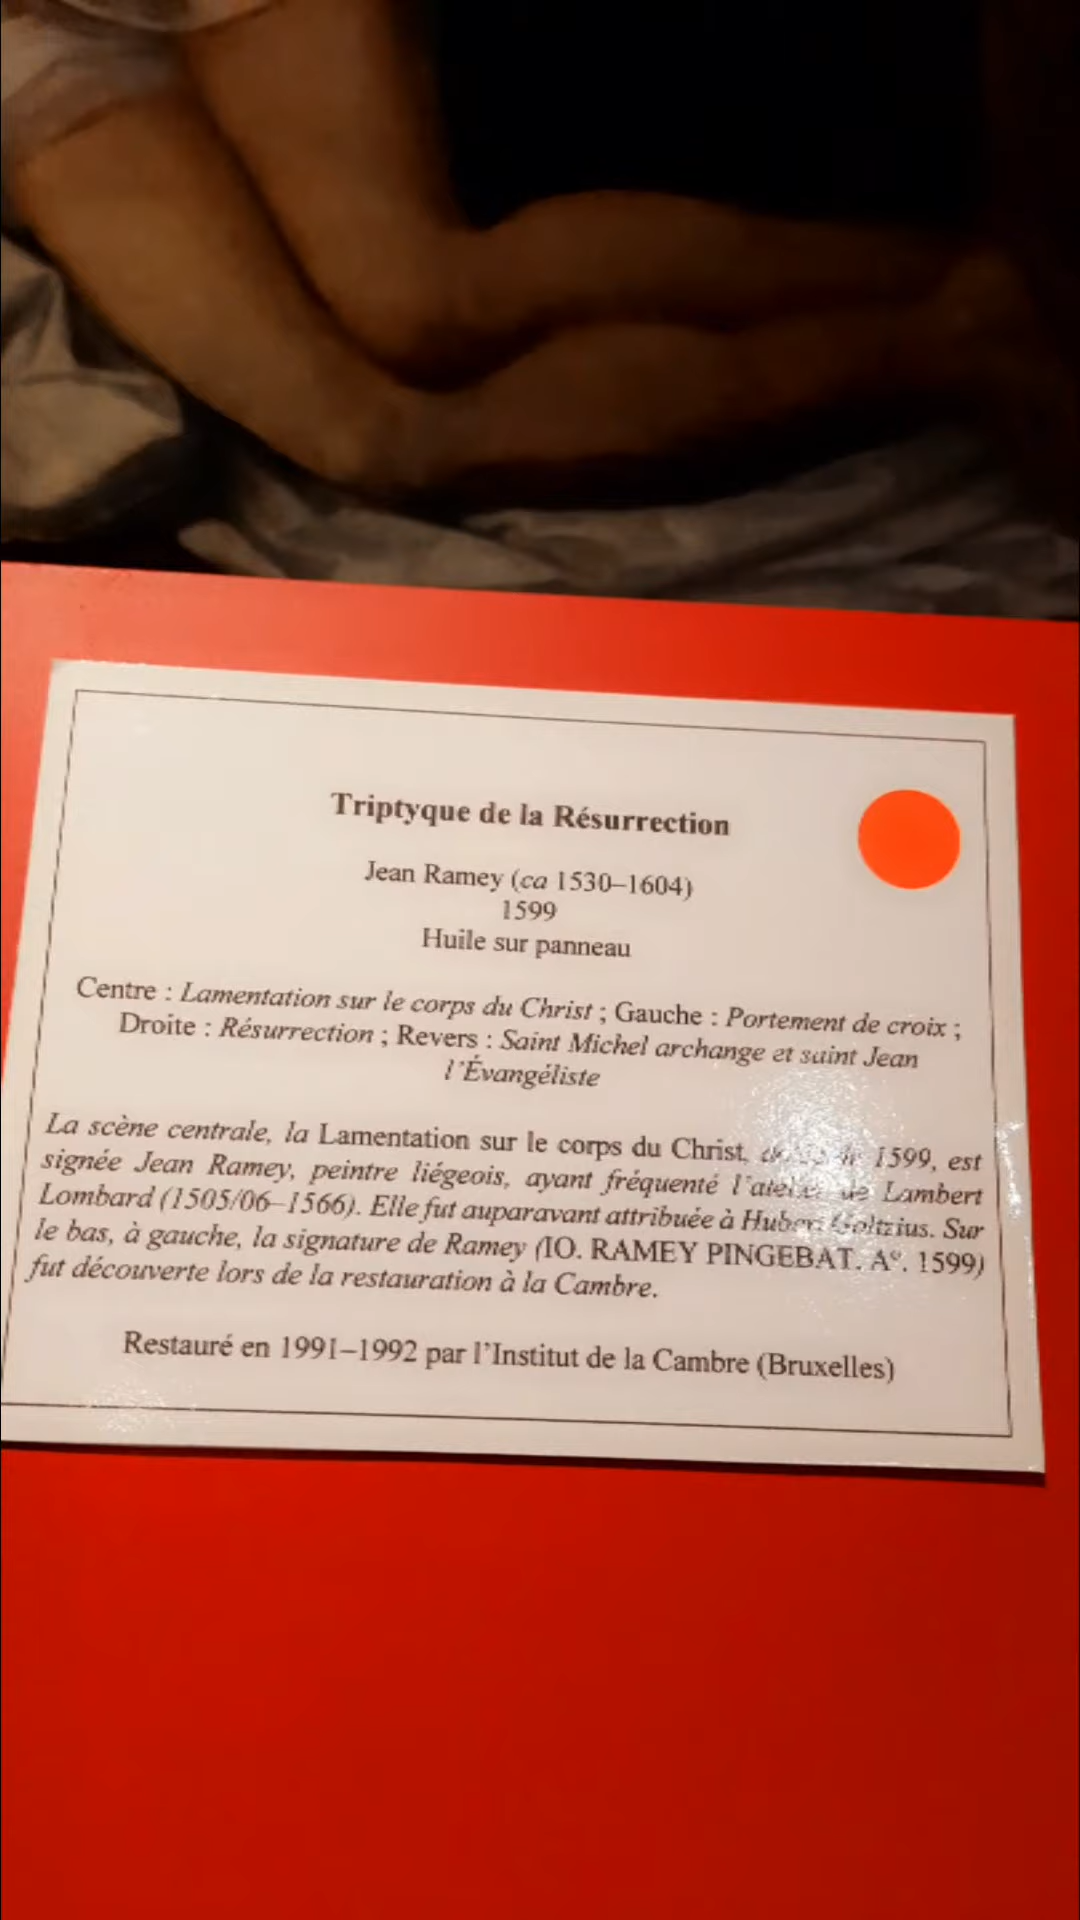 Triptyque de la Résurrection
Jean Ramey (ca 1530–1604)
1599
Huile sur panneau
Centre : Lamentation sur le corps du Christ ; Gauche : Portement de croix ;
Droite : Résurrection ; Revers : Saint Michel archange et saint Jean
l'Évangéliste
La scène centrale, la Lamentation sur le corps du Christ, 1599, est
signée Jean Ramey, peintre liégeois, ayant fréquenté l'atelier de Lambert
Lombard (1505/06–1566). Elle fut auparavant attribuée à Hubert Goltzius. Sur
le bas, à gauche, la signature de Ramey (IO. RAMEY PINGEBAT. A°. 1599)
fut découverte lors de la restauration à la Cambre.
Restauré en 1991–1992 par l'Institut de la Cambre (Bruxelles)